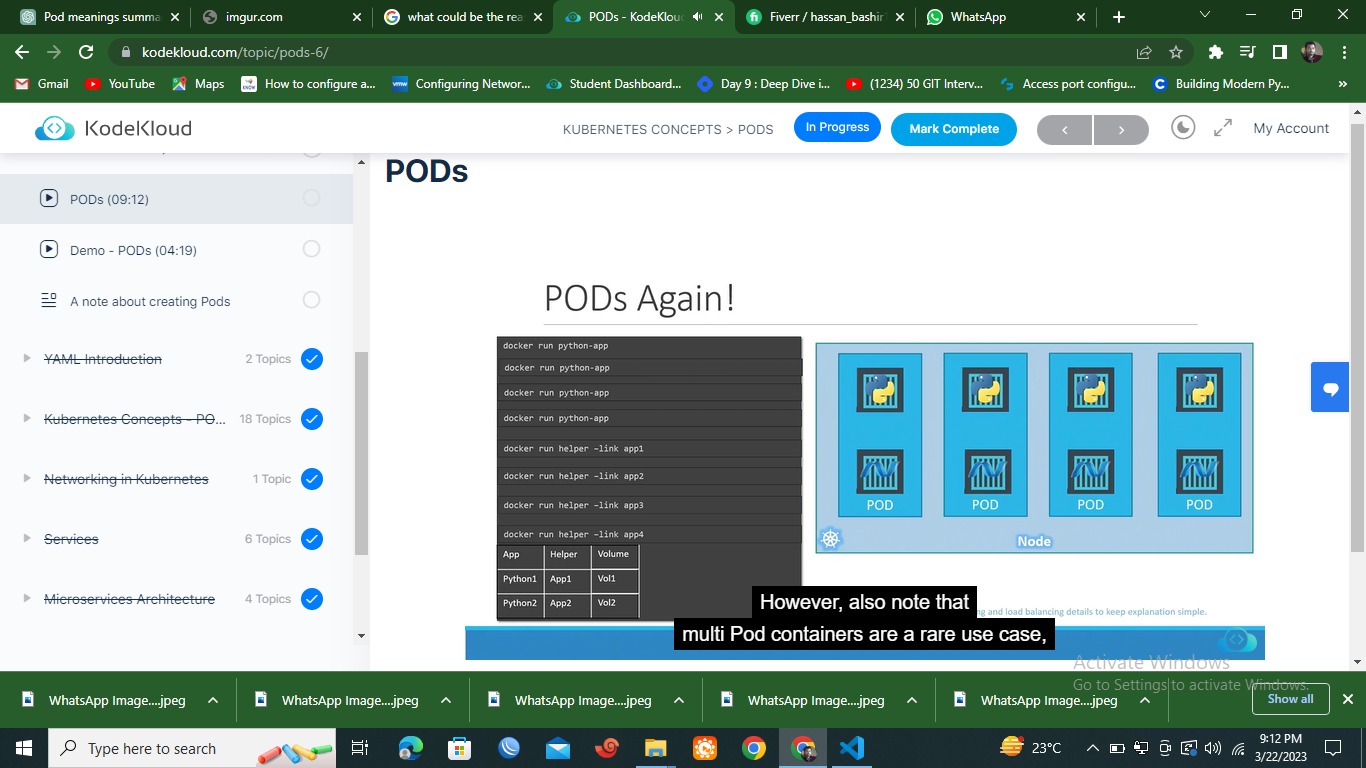 Pod meanings summa
imgur.com
what could be the rea
PODs - KodeKlou
Fiverr / hassan_bashir1
WhatsApp
kodekloud.com/topic/pods-6/
Gmail
YouTube
Maps
How to configure a...
Configuring Networ...
Student Dashboard...
Day 9 : Deep Dive i...
(1234) 50 GIT Interv...
Access port configu...
Building Modern Py...
KodeKloud
KUBERNETES CONCEPTS > PODS
In Progress
Mark Complete
My Account
PODs (09:12)
Demo - PODs (04:19)
A note about creating Pods
YAML Introduction
2 Topics
Kubernetes Concepts - PO...
18 Topics
Networking in Kubernetes
1 Topic
Services
6 Topics
Microservices Architecture
4 Topics
PODs
PODs Again!
docker run python-app
docker run python-app
docker run python-app
docker run python-app
docker run helper -link app1
docker run helper -link app2
docker run helper -link app3
docker run helper -link app4
App Helper Volume
Python1 App1 Vol1
Python2 App2 Vol2
POD
POD
POD
POD
Node
and load balancing details to keep explanation simple.
However, also note that
multi Pod containers are a rare use case,
Activate Windows
Go to Settings to activate Windows.
WhatsApp Image....jpeg
WhatsApp Image....jpeg
WhatsApp Image....jpeg
WhatsApp Image....jpeg
WhatsApp Image....jpeg
Show all
Type here to search
23°C
9:12 PM
3/22/2023